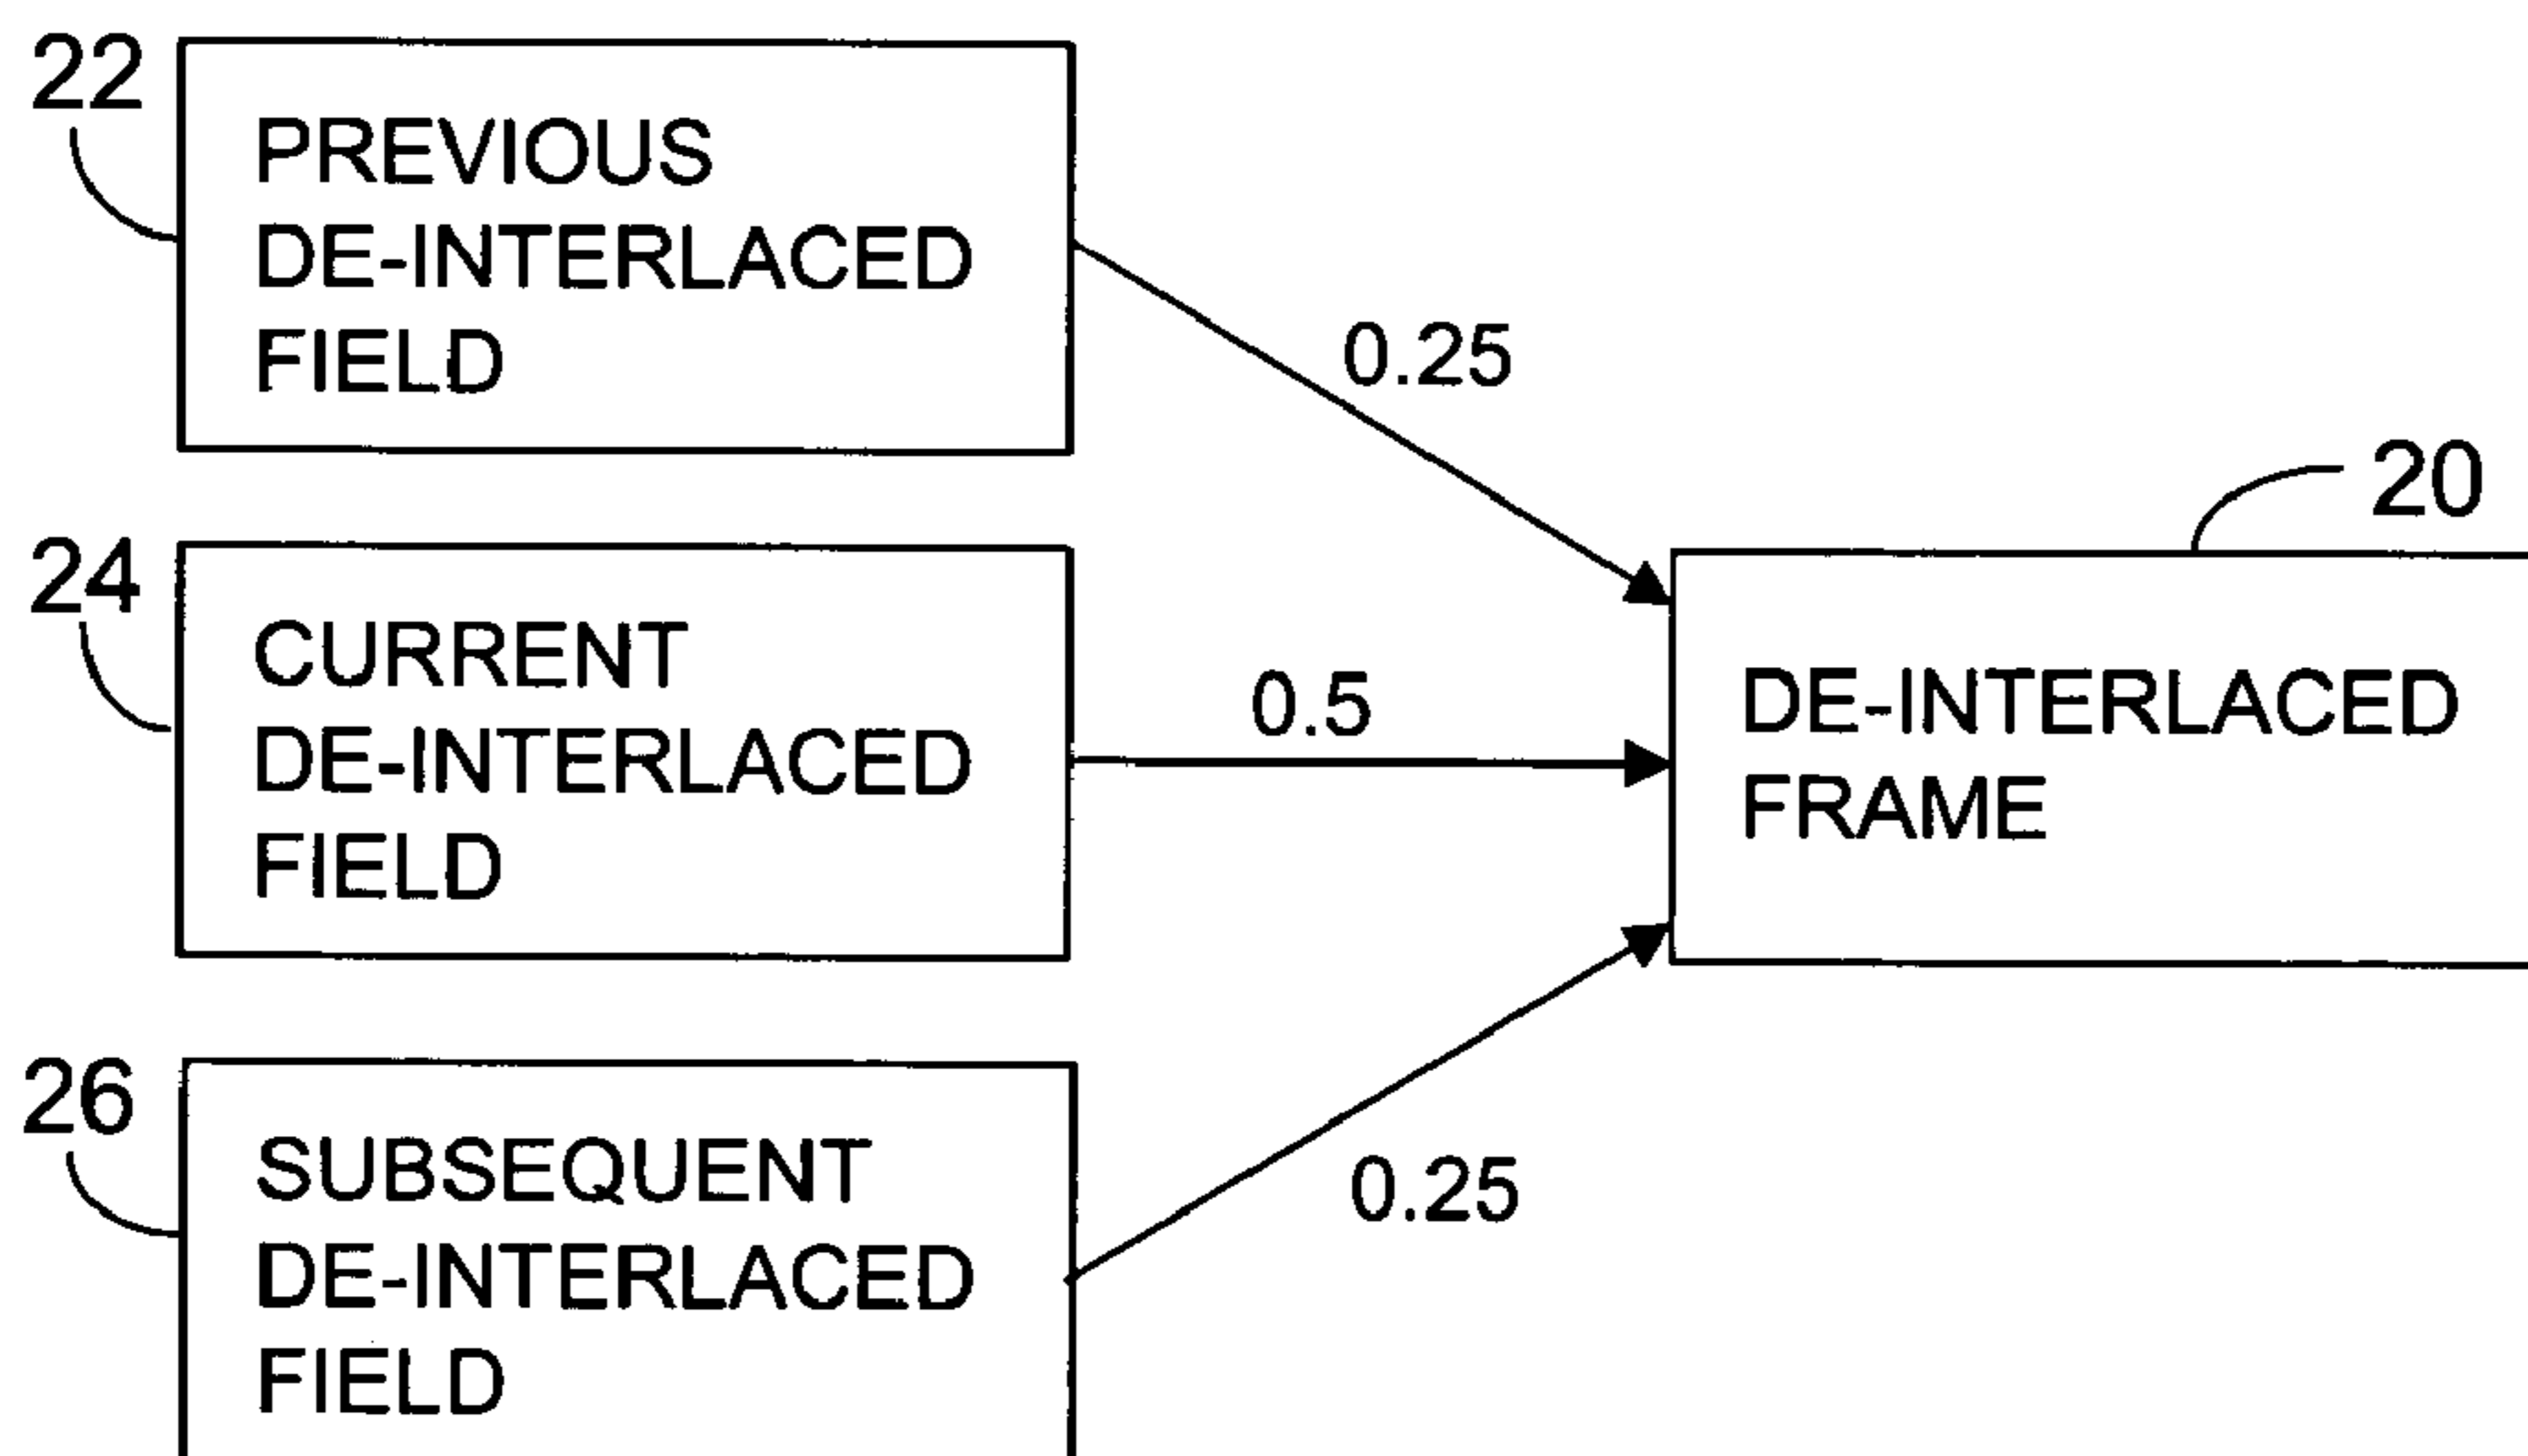 22
PREVIOUS
DE-INTERLACED
FIELD
0.25
20
24
CURRENT
DE-INTERLACED
FIELD
0.5
DE-INTERLACED
FRAME
26
SUBSEQUENT
DE-INTERLACED
FIELD
0.25